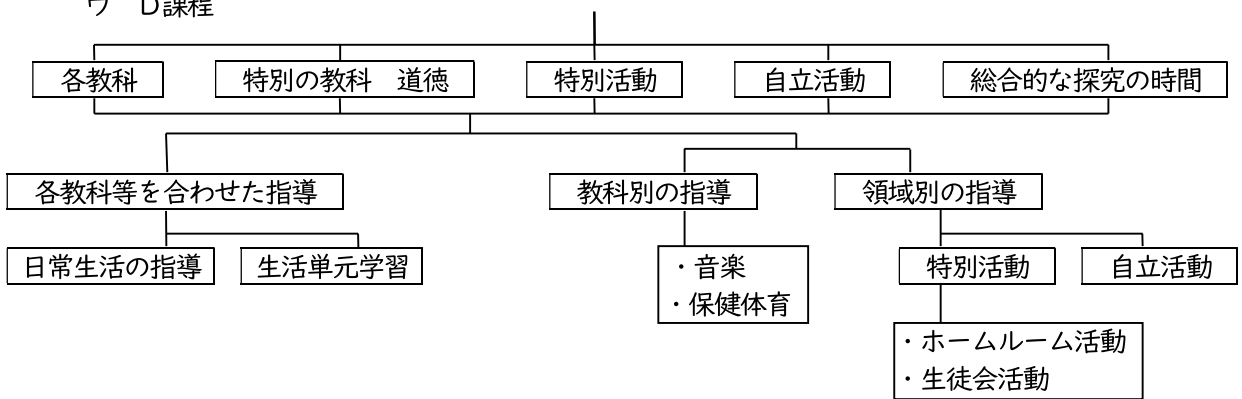 ウ　D課程
各教科
特別の教科　道徳
特別活動
自立活動
総合的な探究の時間
各教科等を合わせた指導
教科別の指導
領域別の指導
日常生活の指導
生活単元学習
・音楽
・保健体育
特別活動
自立活動
・ホームルーム活動
・生徒会活動